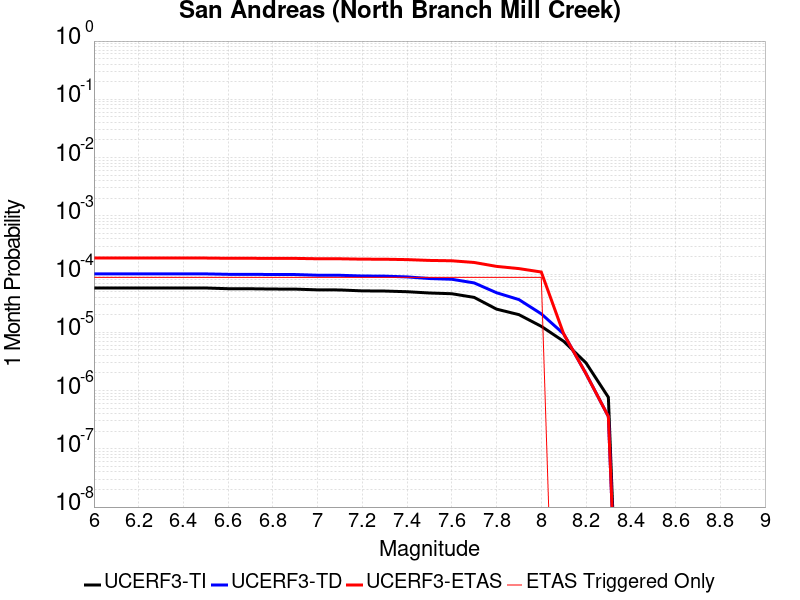 San Andreas (North Branch Mill Creek)
10^0
10^-1
10^-2
10^-3
10^-4
10^-5
10^-6
10^-7
10^-8
1 Month Probability
6 6.2 6.4 6.6 6.8 7 7.2 7.4 7.6 7.8 8 8.2 8.4 8.6 8.8 9
Magnitude
UCERF3-TI UCERF3-TD UCERF3-ETAS ETAS Triggered Only